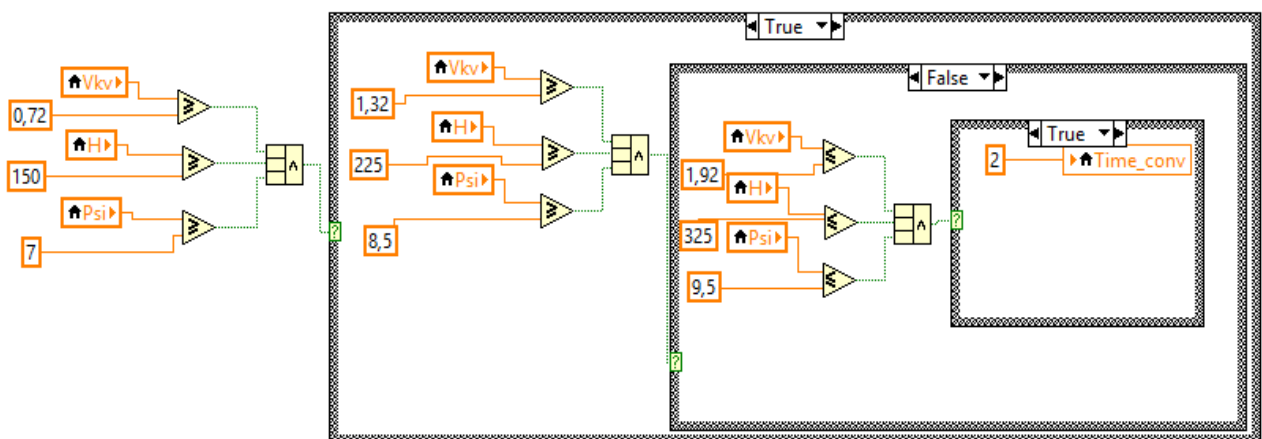 True
Vkv
0,72
H
150
Psi
7
Vkv
1,32
H
225
Psi
8,5
False
Vkv
1,92
H
325
Psi
9,5
True
2
Time_conv